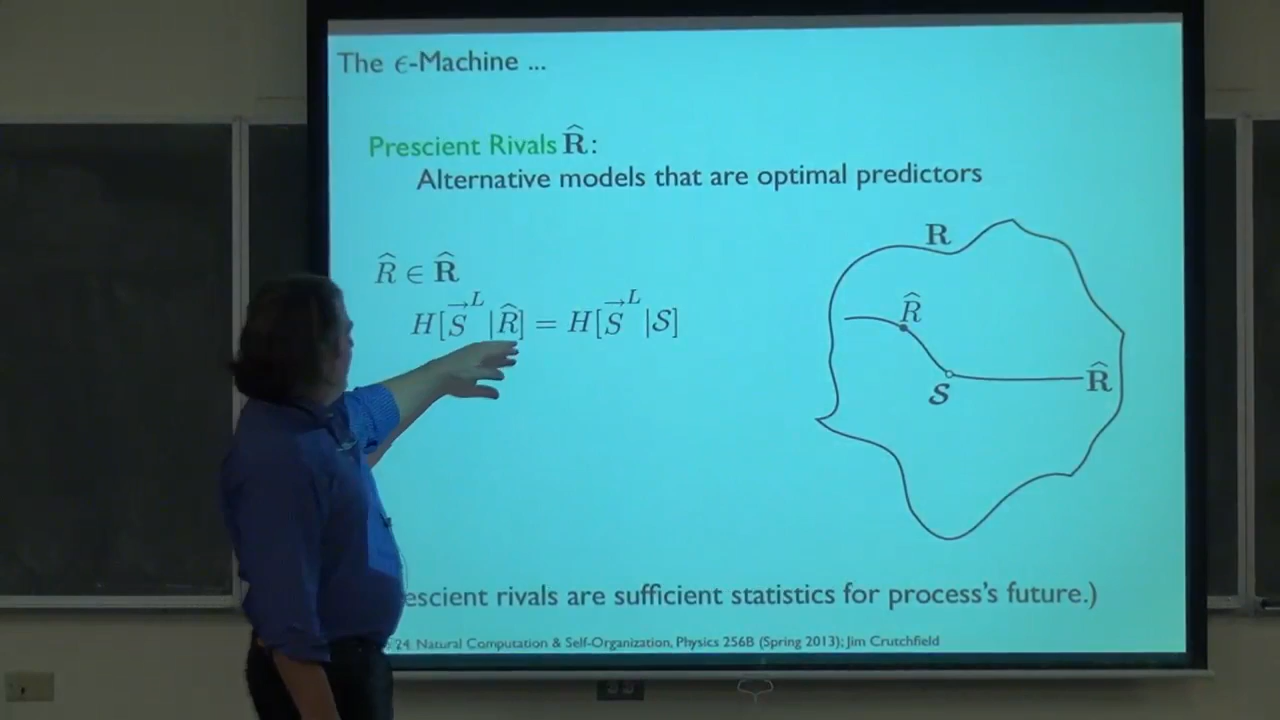 The ϵ-Machine ...
Prescient Rivals R̂:
Alternative models that are optimal predictors
R̂ ∈ R̂
H[S⃗^L|R̂] = H[S⃗^L|𝒮]
R
R̂
𝒮
R̂
rivals are sufficient statistics for process's future.)
24, Natural Computation & Self-Organization, Physics 256B (Spring 2013); Jim Crutchfield